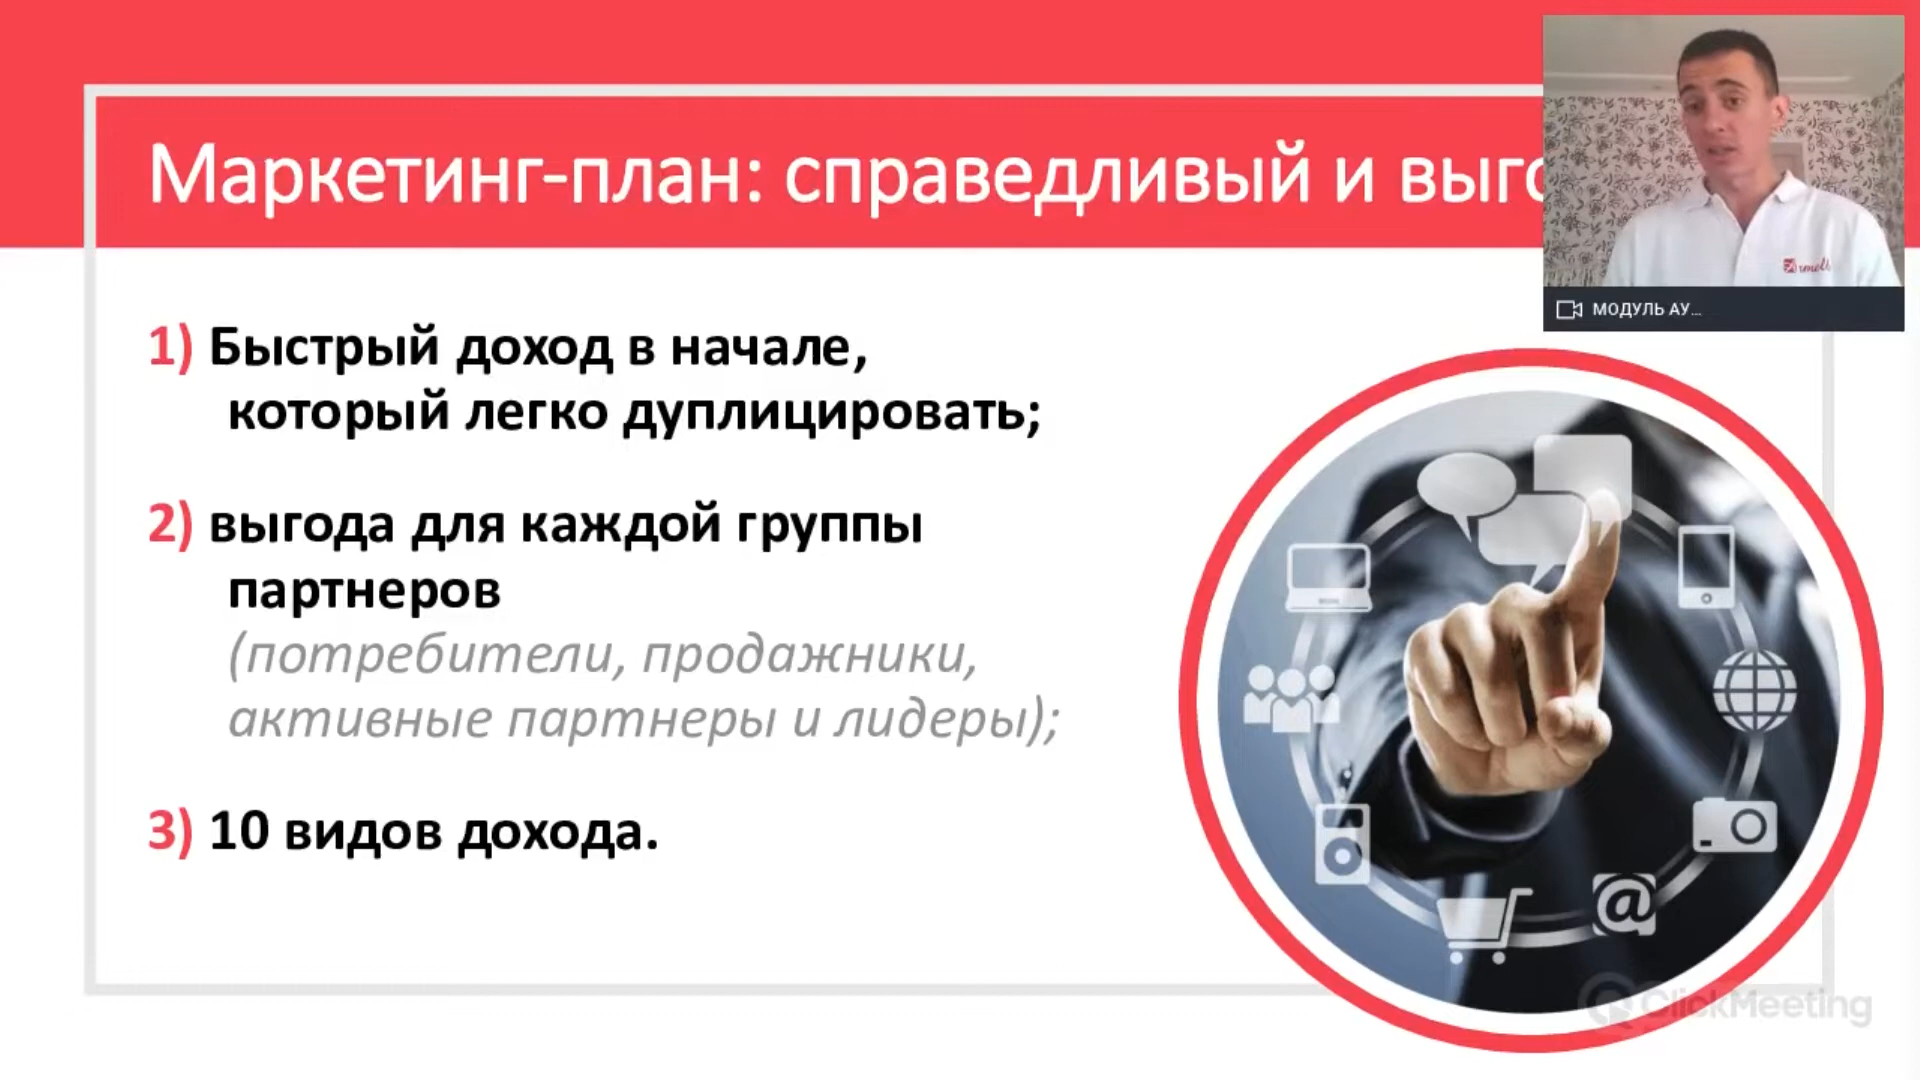 Маркетинг-план: справедливый и выго
МОДУЛЬ АУ...
1) Быстрый доход в начале,
который легко дуплицировать;
2) выгода для каждой группы
партнеров
(потребители, продажники,
активные партнеры и лидеры);
3) 10 видов дохода.
@
ClickMeeting